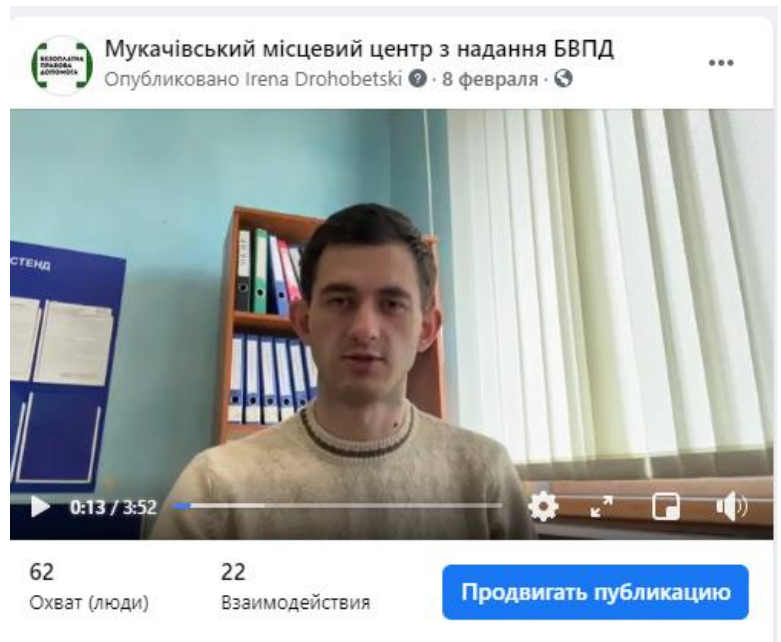 БЕЗОПЛАТНА
ПРАВОВА
ДОПОМОГА
Мукачівський місцевий центр з надання БВПД
Опубликовано Irena Drohobetski · 8 февраля ·
СТЕНД
0:13 / 3:52
62
22
Охват (люди)
Взаимодействия
Продвигать публикацию